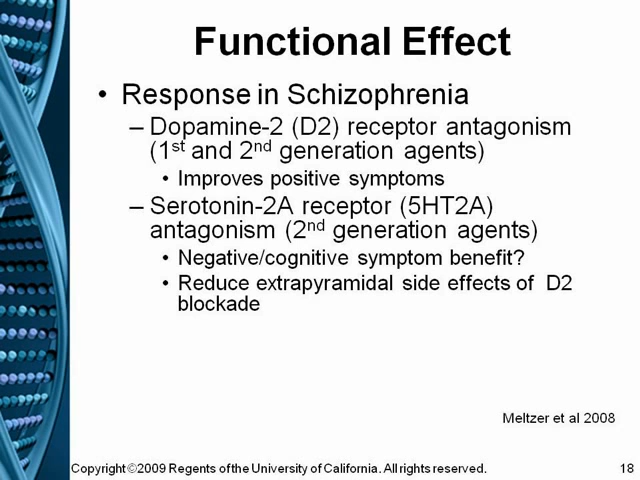 Functional Effect
• Response in Schizophrenia
– Dopamine-2 (D2) receptor antagonism
(1st and 2nd generation agents)
• Improves positive symptoms
– Serotonin-2A receptor (5HT2A)
antagonism (2nd generation agents)
• Negative/cognitive symptom benefit?
• Reduce extrapyramidal side effects of D2
blockade
Meltzer et al 2008
Copyright ©2009 Regents of the University of California. All rights reserved.
18